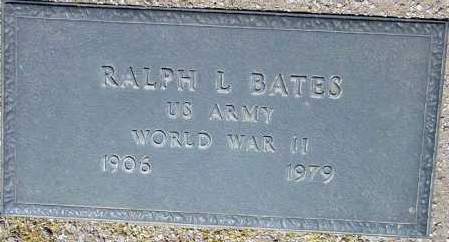 RALPH L BATES
US ARMY
WORLD WAR II
1906 1979